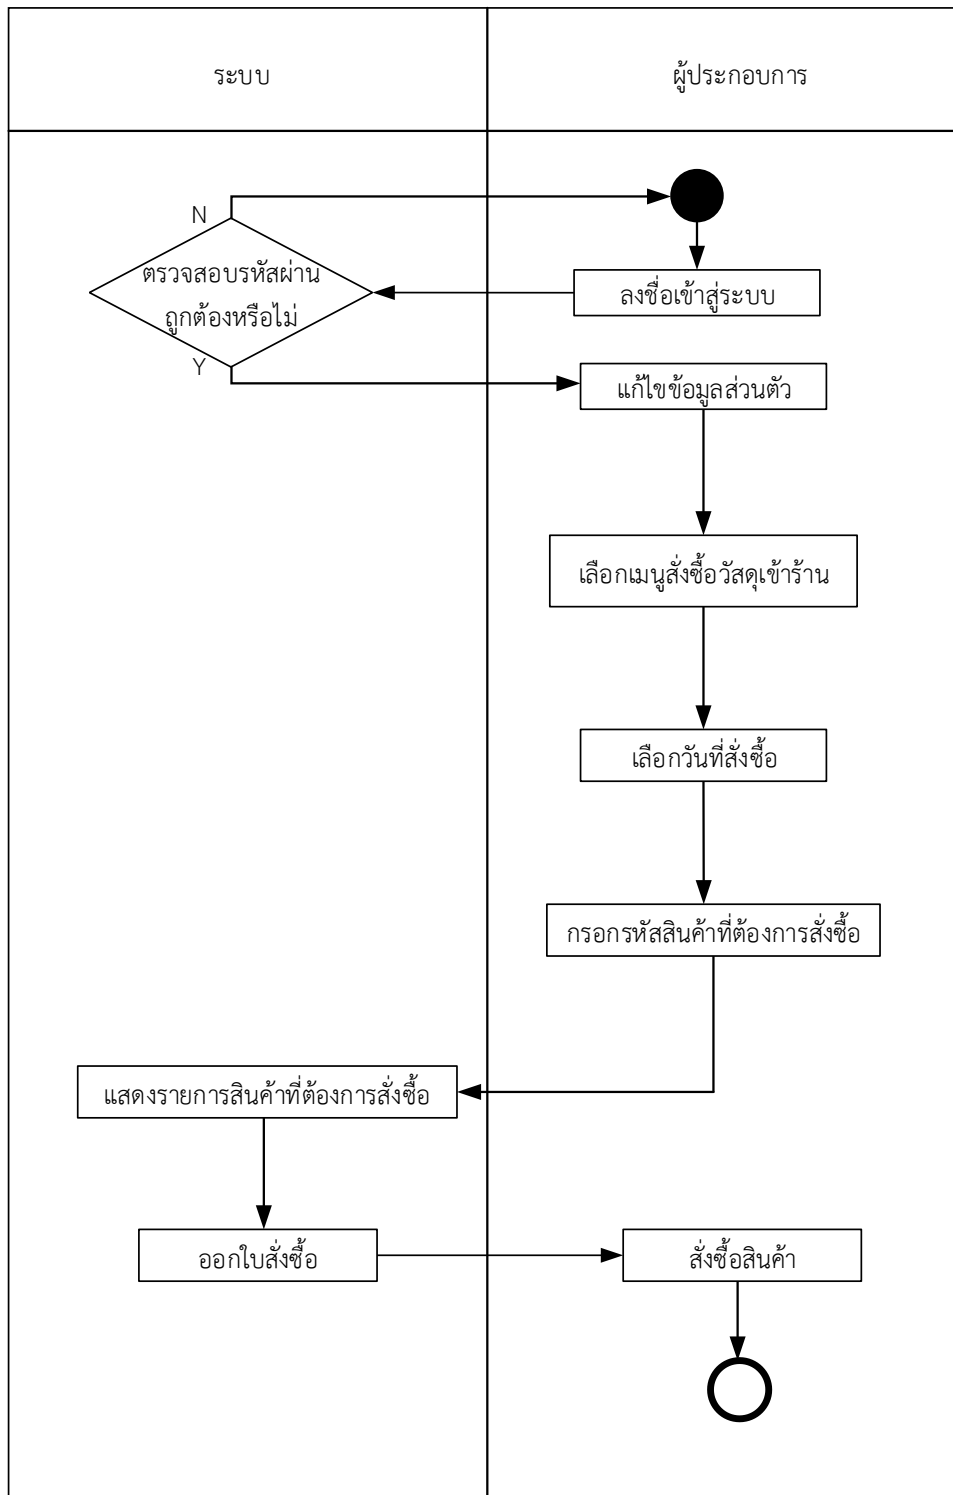 ระบบ
ผู้ประกอบการ
N
ตรวจสอบรหัสผ่าน
ถูกต้องหรือไม่
ลงชื่อเข้าสู่ระบบ
Y
แก้ไขข้อมูลส่วนตัว
เลือกเมนูสั่งซื้อวัสดุเข้าร้าน
เลือกวันที่สั่งซื้อ
กรอกรหัสสินค้าที่ต้องการสั่งซื้อ
แสดงรายการสินค้าที่ต้องการสั่งซื้อ
ออกใบสั่งซื้อ
สั่งซื้อสินค้า